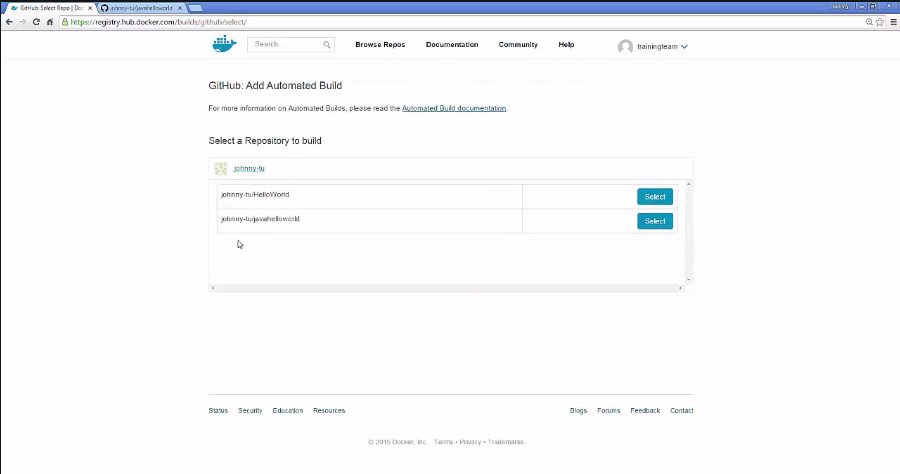 GitHub: Select Repo | Doc
johnny-tu/javahelloworld
https://registry.hub.docker.com/builds/github/select/
Search...
Browse Repos
Documentation
Community
Help
trainingteam
GitHub: Add Automated Build
For more information on Automated Builds, please read the Automated Build documentation.
Select a Repository to build
johnny-tu
johnny-tu/HelloWorld
Select
johnny-tu/javahelloworld
Select
Status
Security
Education
Resources
Blogs
Forums
Feedback
Contact
© 2015 Docker, Inc.
Terms • Privacy • Trademarks